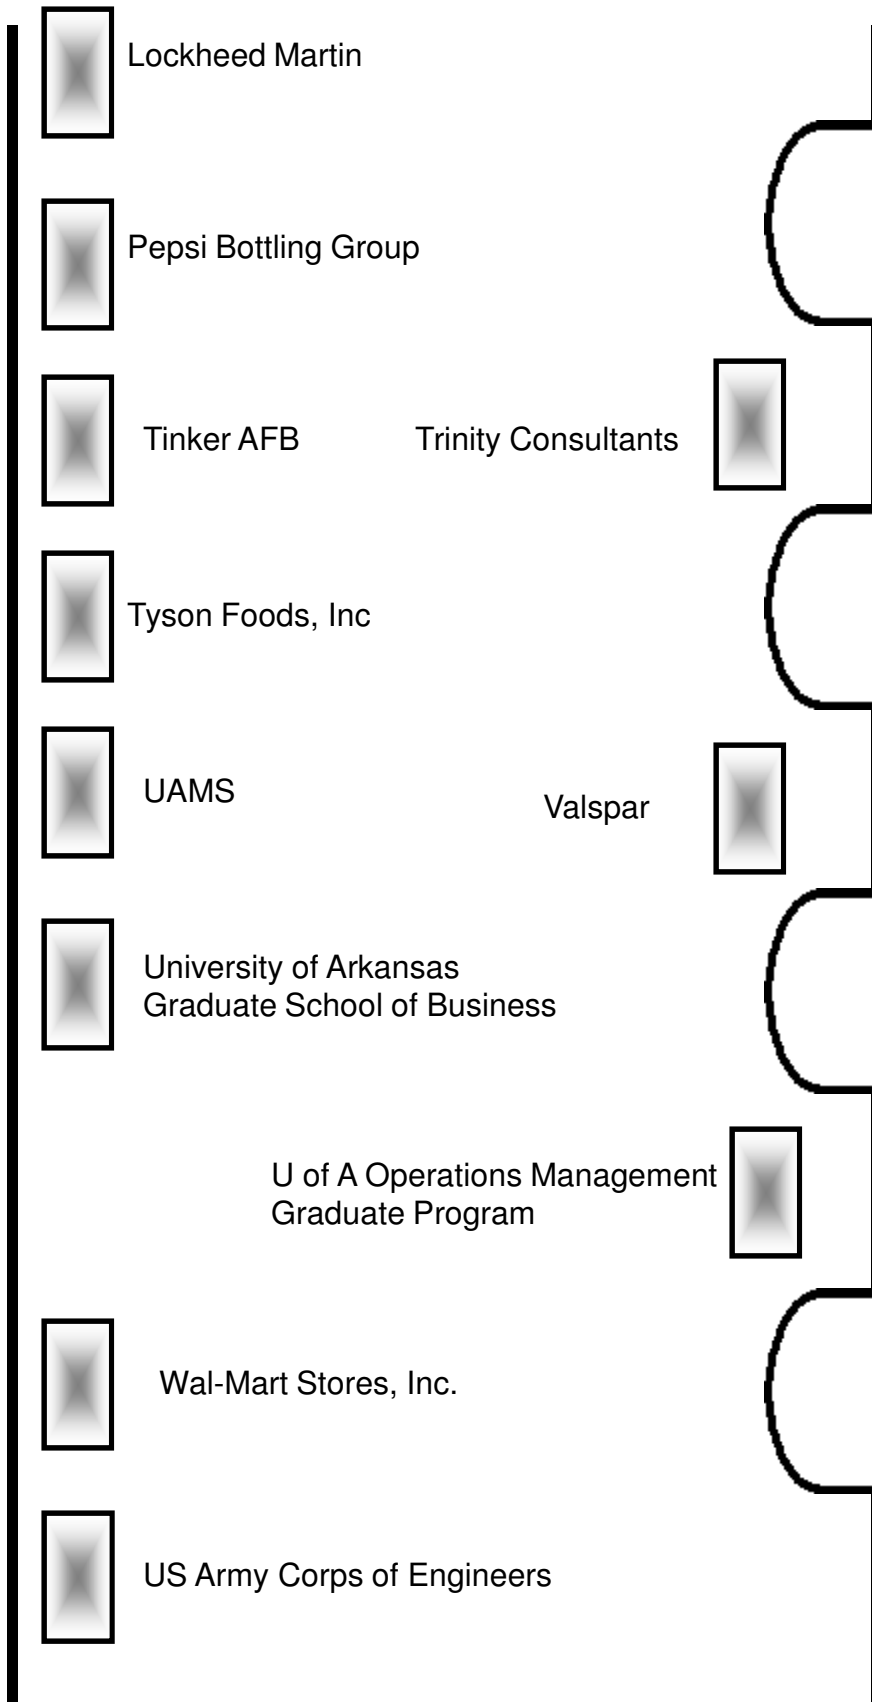 Lockheed Martin
Pepsi Bottling Group
Tinker AFB
Trinity Consultants
Tyson Foods, Inc
UAMS
Valspar
University of Arkansas
Graduate School of Business
U of A Operations Management
Graduate Program
Wal-Mart Stores, Inc.
US Army Corps of Engineers